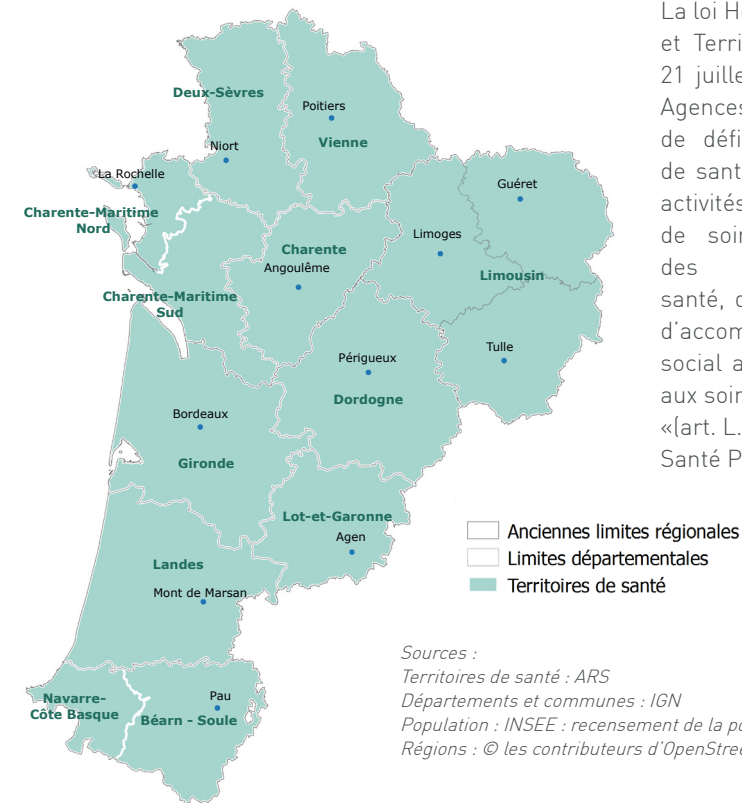 Deux-Sèvres
Poitiers
Vienne
Niort
La Rochelle
Guéret
Charente-Maritime
Nord
Limoges
Charente
Angoulême
Limousin
Charente-Maritime
Sud
Tulle
Périgueux
Dordogne
Bordeaux
Gironde
Lot-et-Garonne
Agen
Landes
Mont de Marsan
Navarre-
Côte Basque
Pau
Béarn - Soule
La loi H
et Terri
21 juille
Agences
de défi
de sant
activités
de soir
des
santé, c
d'accom
social a
aux soir
«(art. L.
Santé P
Anciennes limites régionales
Limites départementales
Territoires de santé
Sources :
Territoires de santé : ARS
Départements et communes : IGN
Population : INSEE : recensement de la po
Régions : © les contributeurs d'OpenStree